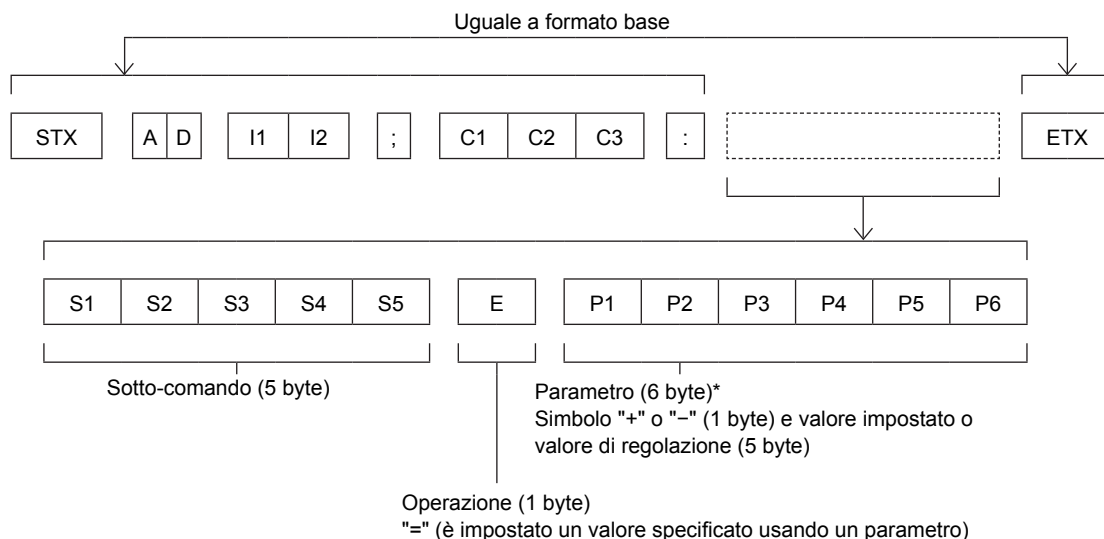 Uguale a formato base
STX A D I1 I2 ; C1 C2 C3 : ETX
S1 S2 S3 S4 S5 E P1 P2 P3 P4 P5 P6
Sotto-comando (5 byte)
Parametro (6 byte)*
Simbolo "+" o "−" (1 byte) e valore impostato o
valore di regolazione (5 byte)
Operazione (1 byte)
"=" (è impostato un valore specificato usando un parametro)